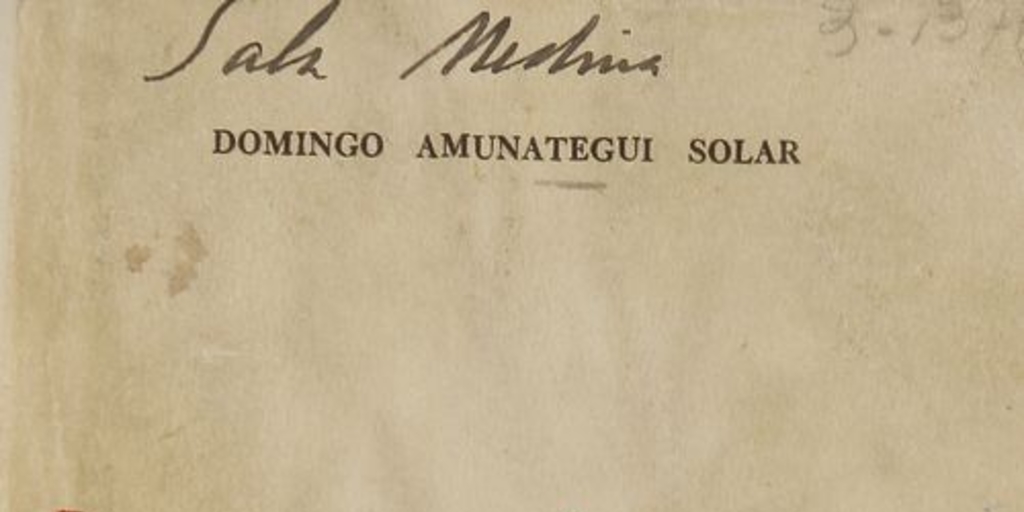 Sala Medina
DOMINGO AMUNATEGUI SOLAR